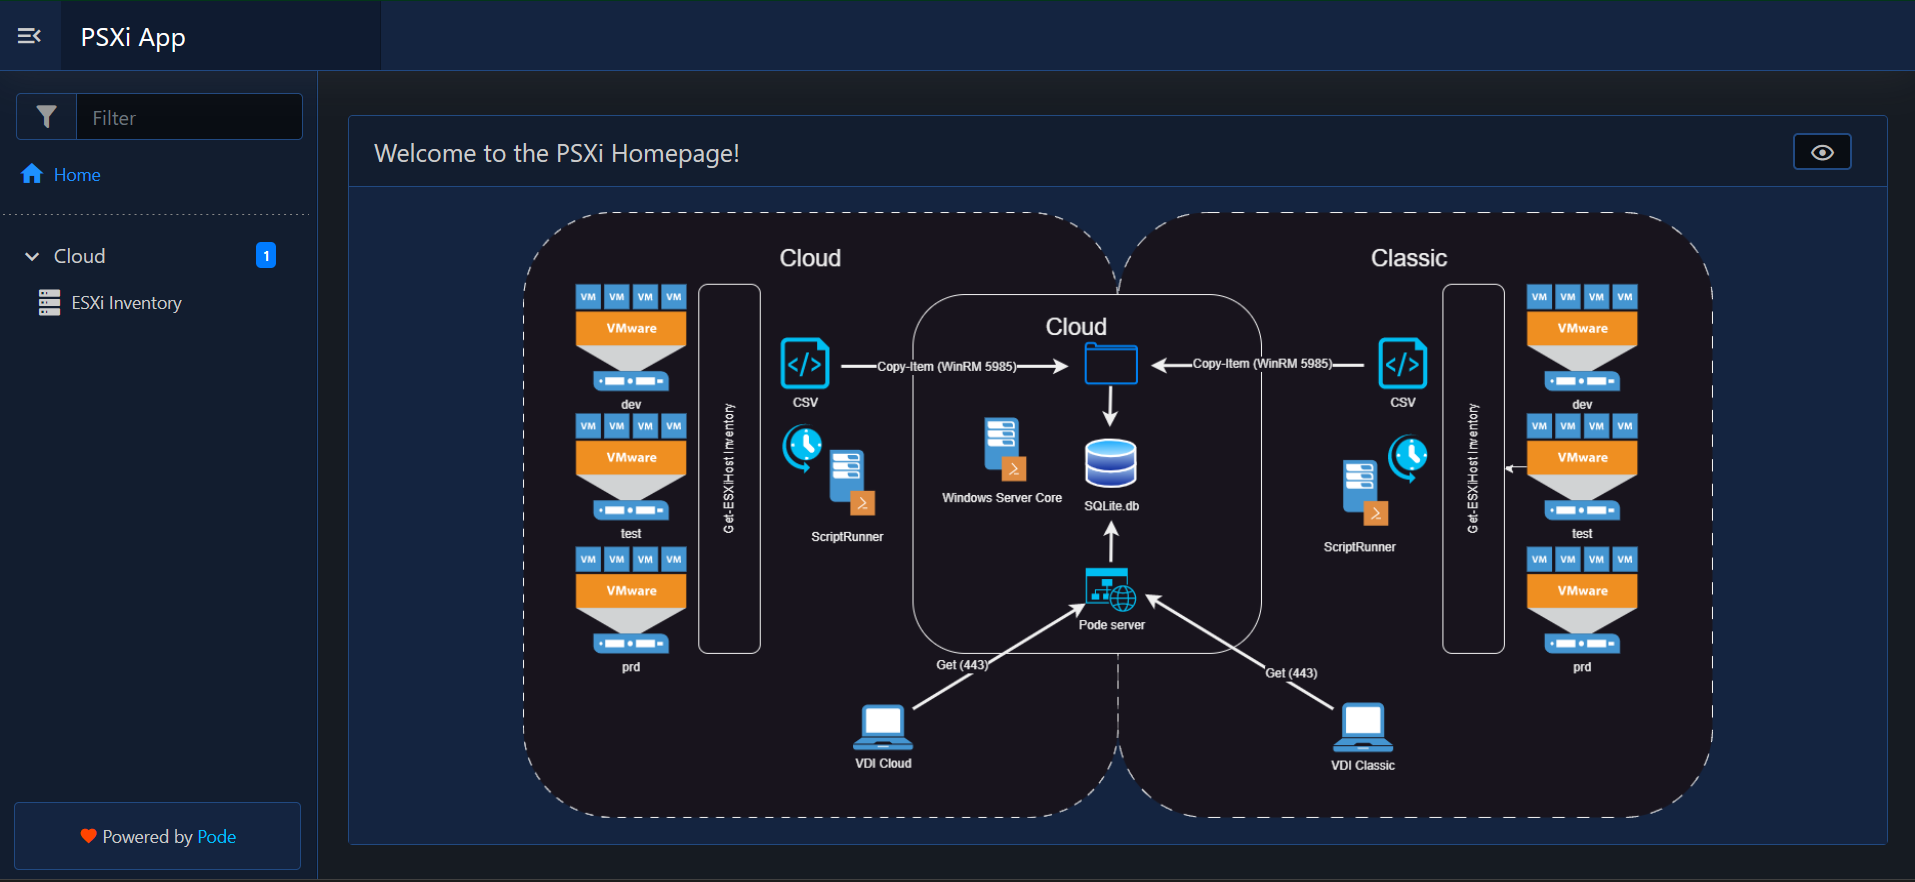 PSXi App
Filter
Home
Cloud
1
ESXi Inventory
Powered by Pode
Welcome to the PSXi Homepage!
Cloud
VM VM VM VM
VMware
dev
VM VM VM VM
VMware
test
VM VM VM VM
VMware
prd
Get-ESXiHostInventory
</>
CSV
ScriptRunner
Copy-Item (WinRM 5985)
Cloud
Windows Server Core
SQLite.db
Pode server
Get (443)
VDI Cloud
Classic
Copy-Item (WinRM 5985)
</>
CSV
ScriptRunner
Get-ESXiHostInventory
VM VM VM VM
VMware
dev
VM VM VM VM
VMware
test
VM VM VM VM
VMware
prd
Get (443)
VDI Classic